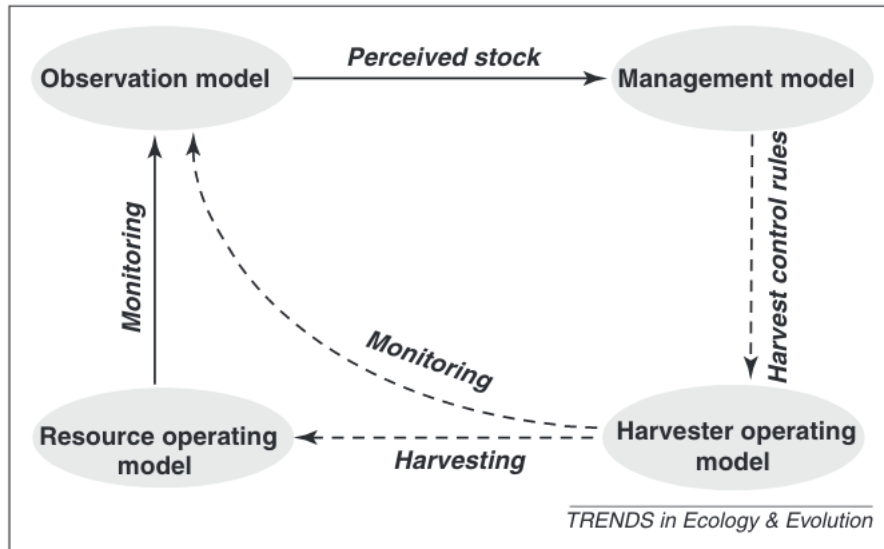 Perceived stock
Observation model
Management model
Monitoring
Harvest control rules
Monitoring
Resource operating
model
Harvesting
Harvester operating
model
TRENDS in Ecology & Evolution